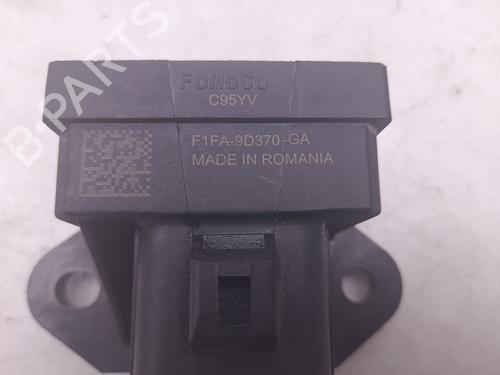 FoMoCo
C95YV
F1FA-9D370-GA
MADE IN ROMANIA
B-PARTS